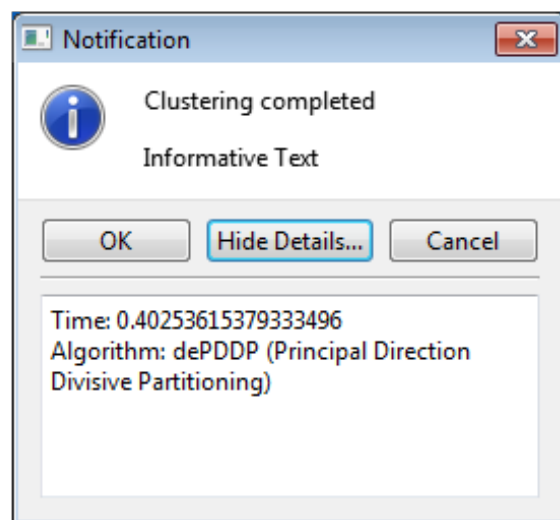 Notification
Clustering completed
Informative Text
OK Hide Details... Cancel
Time: 0.40253615379333496
Algorithm: dePDDP (Principal Direction
Divisive Partitioning)